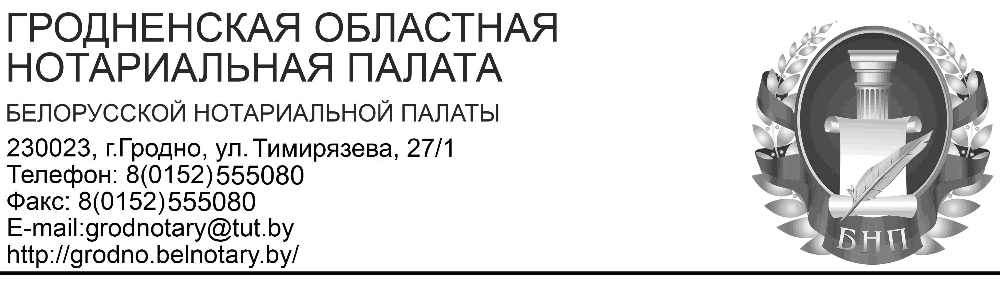 ГРОДНЕНСКАЯ ОБЛАСТНАЯ
НОТАРИАЛЬНАЯ ПАЛАТА
БЕЛОРУССКОЙ НОТАРИАЛЬНОЙ ПАЛАТЫ
230023, г.Гродно, ул. Тимирязева, 27/1
Телефон: 8(0152)555080
Факс: 8(0152)555080
E-mail:grodnotary@tut.by
http://grodno.belnotary.by/
БНП